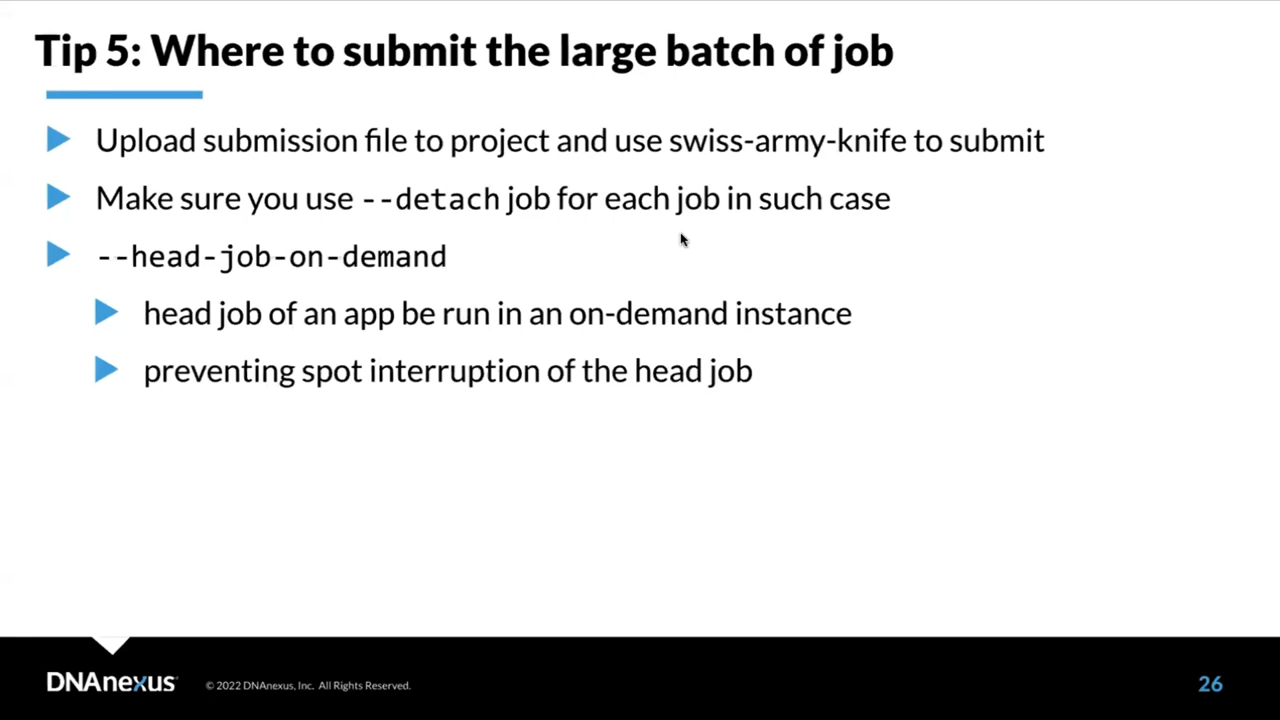 Tip 5: Where to submit the large batch of job
Upload submission file to project and use swiss-army-knife to submit
Make sure you use --detach job for each job in such case
--head-job-on-demand
head job of an app be run in an on-demand instance
preventing spot interruption of the head job
DNAnexus
© 2022 DNAnexus, Inc. All Rights Reserved.
26